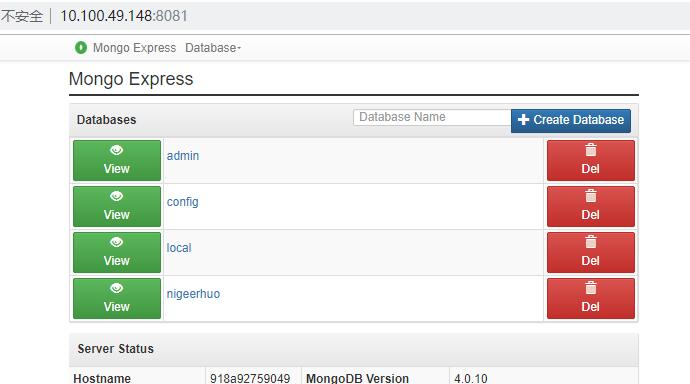 不安全 10.100.49.148:8081
Mongo Express Database
Mongo Express
Databases Database Name Create Database
View admin Del
View config Del
View local Del
View nigeerhuo Del
Server Status
Hostname 918a92759049 MongoDB Version 4.0.10